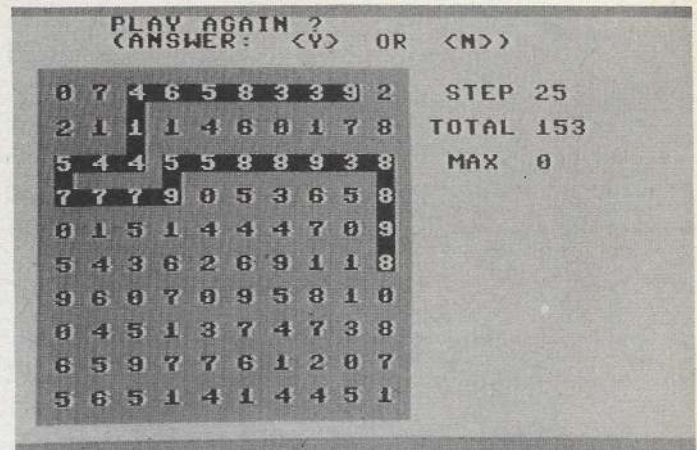 PLAY AGAIN ?
(ANSWER: <Y> OR <N>)
0 7 4 6 5 8 3 3 9 2 STEP 25
2 1 1 1 4 6 0 1 7 8 TOTAL 153
5 4 4 5 5 8 8 9 3 8 MAX 0
7 7 7 9 0 5 3 6 5 8
0 1 5 1 4 4 4 7 0 9
5 4 3 6 2 6 9 1 1 8
9 6 0 7 0 9 5 8 1 0
0 4 5 1 3 7 4 7 3 8
6 5 9 7 7 6 1 2 0 7
5 6 5 1 4 1 4 4 5 1